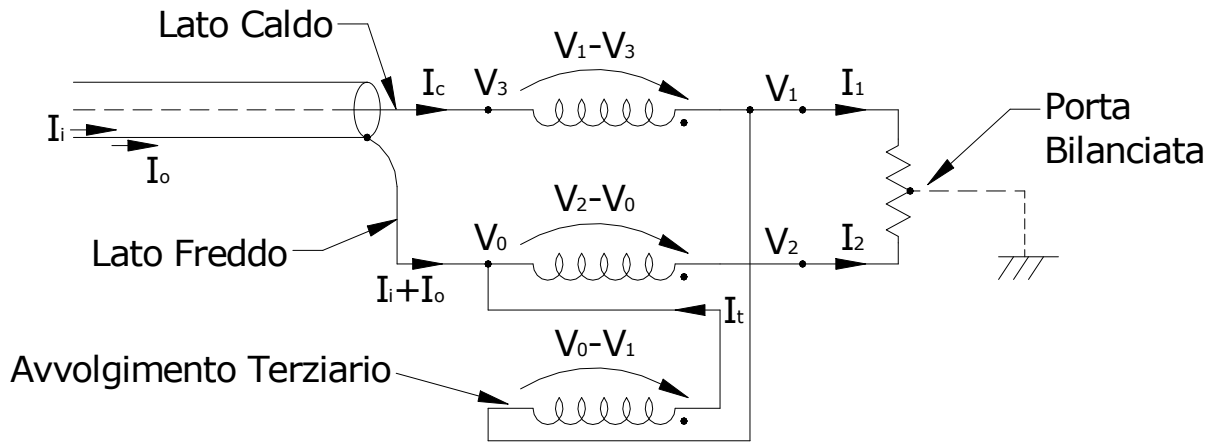 Lato Caldo
V₁-V₃
I꜀ V₃
V₁ I₁
Porta
Bilanciata
Iᵢ
Iₒ
V₂-V₀
Lato Freddo
V₀
V₂ I₂
Iᵢ+Iₒ
Iₜ
V₀-V₁
Avvolgimento Terziario